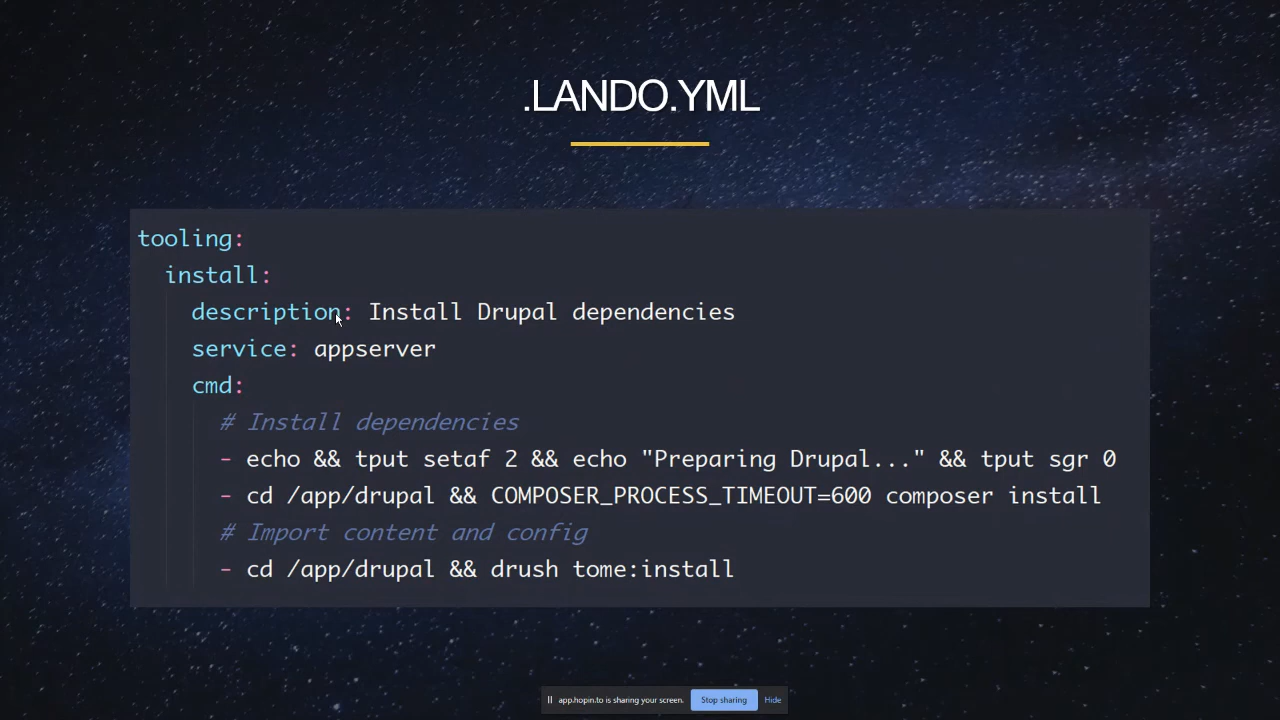 .LANDO.YML
tooling:
install:
description: Install Drupal dependencies
service: appserver
cmd:
# Install dependencies
- echo && tput setaf 2 && echo "Preparing Drupal..." && tput sgr 0
- cd /app/drupal && COMPOSER_PROCESS_TIMEOUT=600 composer install
# Import content and config
- cd /app/drupal && drush tome:install
app.hopin.to is sharing your screen.
Stop sharing
Hide